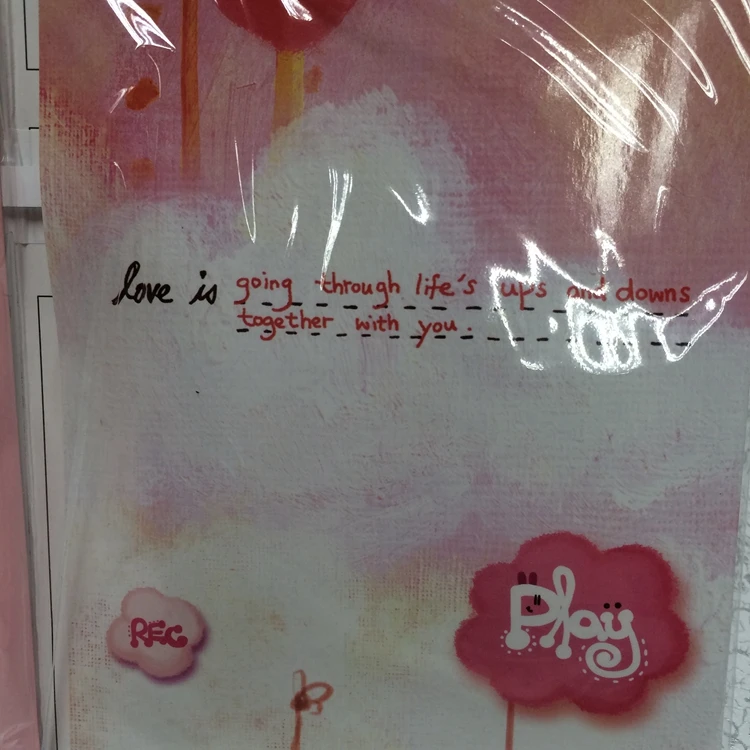 love is going through life's ups and downs
together with you.
REC
Play